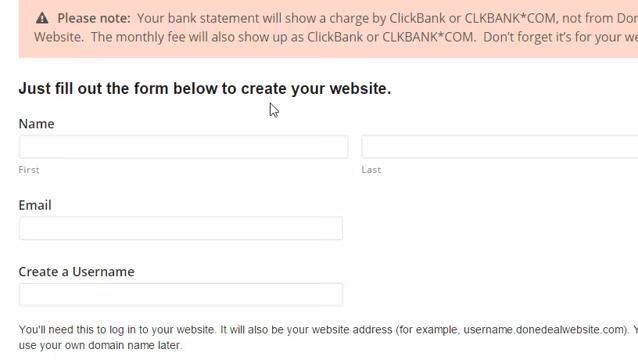 Please note: Your bank statement will show a charge by ClickBank or CLKBANK*COM, not from
Website. The monthly fee will also show up as ClickBank or CLKBANK*COM. Don't forget it's for your
Just fill out the form below to create your website.
Name
First Last
Email
Create a Username
You'll need this to log in to your website. It will also be your website address (for example, username.donedealwebsite.com).
use your own domain name later.